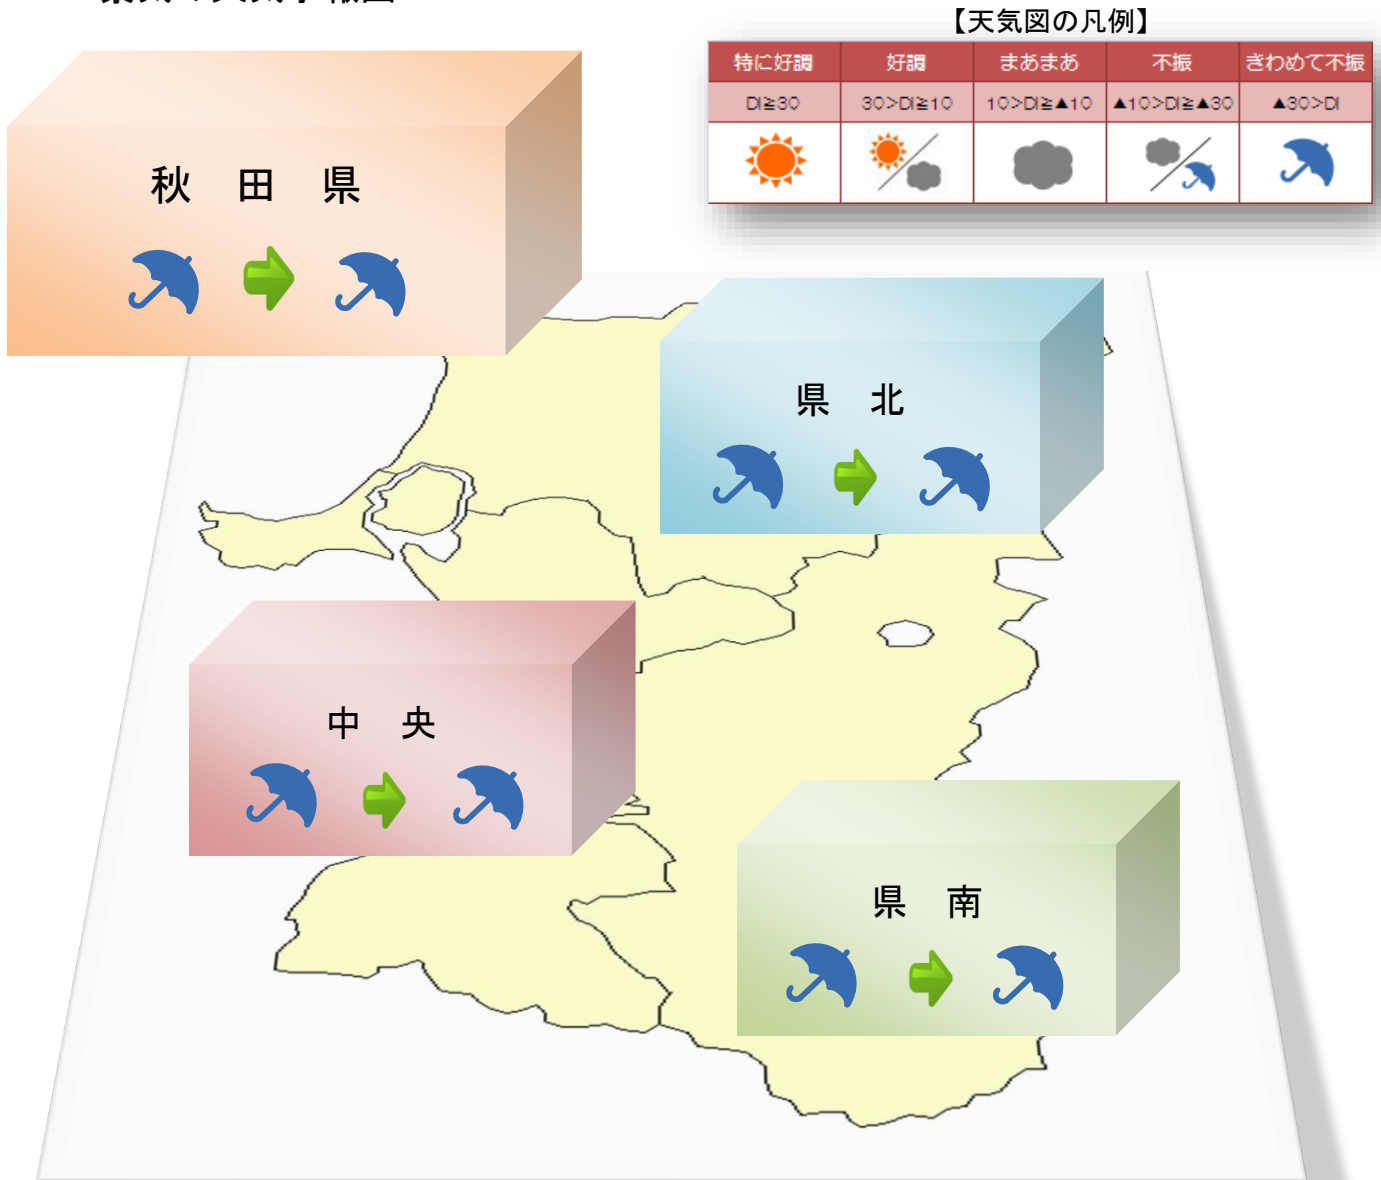 【天気図の凡例】
特に好調 好調 まあまあ 不振 きわめて不振
DI≧30 30>DI≧10 10>DI≧▲10 ▲10>DI≧▲30 ▲30>DI
秋 田 県
県 北
中 央
県 南